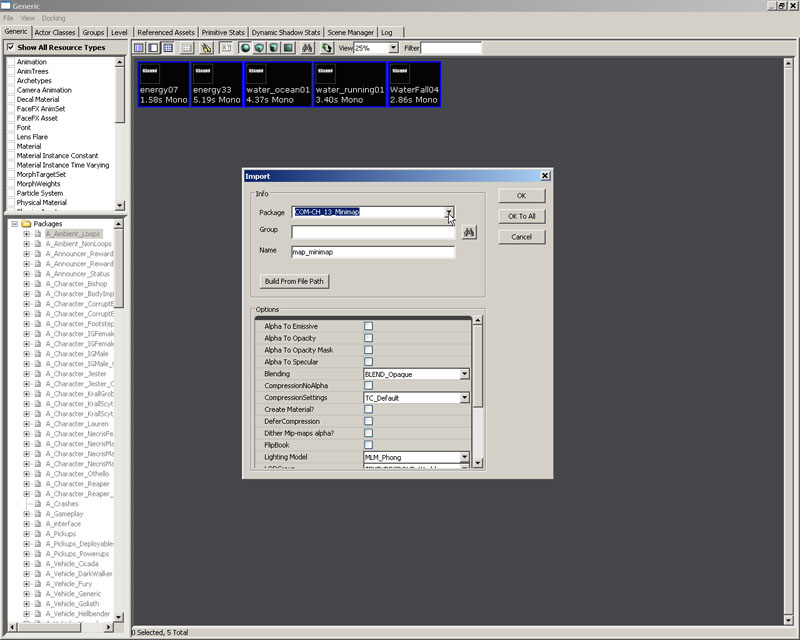 Generic
File View Docking
Generic Actor Classes Groups Level Referenced Assets Primitive Stats Dynamic Shadow Stats Scene Manager Log
Show All Resource Types
View 25% Filter
Animation
AnimTrees
Archetypes
Camera Animation
Decal Material
FaceFX AnimSet
FaceFX Asset
Font
Lens Flare
Material
Material Instance Constant
Material Instance Time Varying
MorphTargetSet
MorphWeights
Particle System
Physical Material
energy07
1.58s Mono
energy33
5.19s Mono
water_ocean01
4.37s Mono
water_running01
3.40s Mono
WaterFall04
2.86s Mono
Packages
A_Ambient_Loops
A_Ambient_NonLoops
A_Announcer_Reward
A_Announcer_Reward
A_Announcer_Status
A_Character_Bishop
A_Character_BodyImp
A_Character_CorruptE
A_Character_CorruptE
A_Character_Footstep
A_Character_IGFemale
A_Character_IGFemale
A_Character_IGMale
A_Character_IGMale_
A_Character_Jester
A_Character_Jester_C
A_Character_KrallGrob
A_Character_KrallScyt
A_Character_KrallScyt
A_Character_Lauren
A_Character_NecrisFe
A_Character_NecrisMa
A_Character_NecrisMa
A_Character_NecrisMa
A_Character_Othello
A_Character_Reaper
A_Character_Reaper_
A_Crashes
A_Gameplay
A_interface
A_Pickups
A_Pickups_Deployable
A_Pickups_Powerups
A_Vehicle_Cicada
A_Vehicle_DarkWalker
A_Vehicle_Fury
A_Vehicle_Generic
A_Vehicle_Goliath
A_Vehicle_Hellbender
Import
Info
Package COM-CH_13_Minimap
Group
Name map_minimap
Build From File Path
OK
OK To All
Cancel
Options
Alpha To Emissive
Alpha To Opacity
Alpha To Opacity Mask
Alpha To Specular
Blending BLEND_Opaque
CompressionNoAlpha
CompressionSettings TC_Default
Create Material?
DeferCompression
Dither Mip-maps alpha?
FlipBook
Lighting Model MLM_Phong
0 Selected, 5 Total